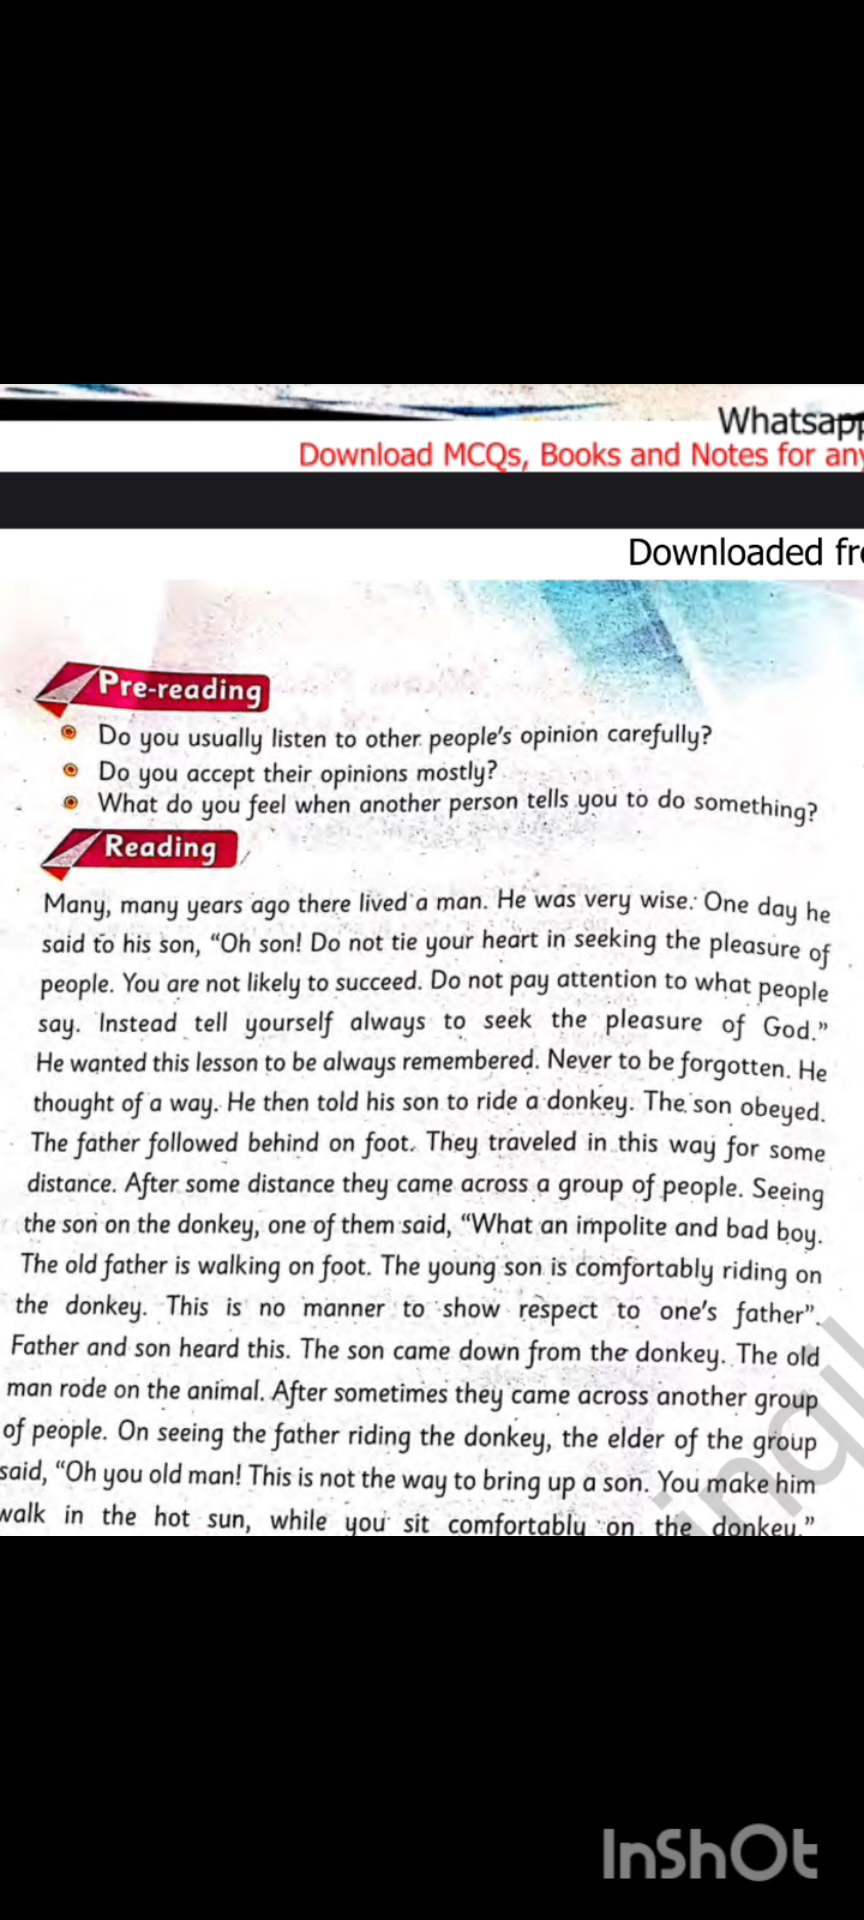 Whatsapp
Download MCQs, Books and Notes for any
Downloaded fro
Pre-reading
Do you usually listen to other people's opinion carefully?
Do you accept their opinions mostly?
What do you feel when another person tells you to do something?
Reading
Many, many years ago there lived a man. He was very wise. One day he
said to his son, "Oh son! Do not tie your heart in seeking the pleasure of
people. You are not likely to succeed. Do not pay attention to what people
say. Instead tell yourself always to seek the pleasure of God."
He wanted this lesson to be always remembered. Never to be forgotten. He
thought of a way. He then told his son to ride a donkey. The son obeyed.
The father followed behind on foot. They traveled in this way for some
distance. After some distance they came across a group of people. Seeing
the son on the donkey, one of them said, "What an impolite and bad boy.
The old father is walking on foot. The young son is comfortably riding on
the donkey. This is no manner to show respect to one's father".
Father and son heard this. The son came down from the donkey. The old
man rode on the animal. After sometimes they came across another group
of people. On seeing the father riding the donkey, the elder of the group
said, "Oh you old man! This is not the way to bring up a son. You make him
walk in the hot sun, while you sit comfortably on the donkey."
InShOt